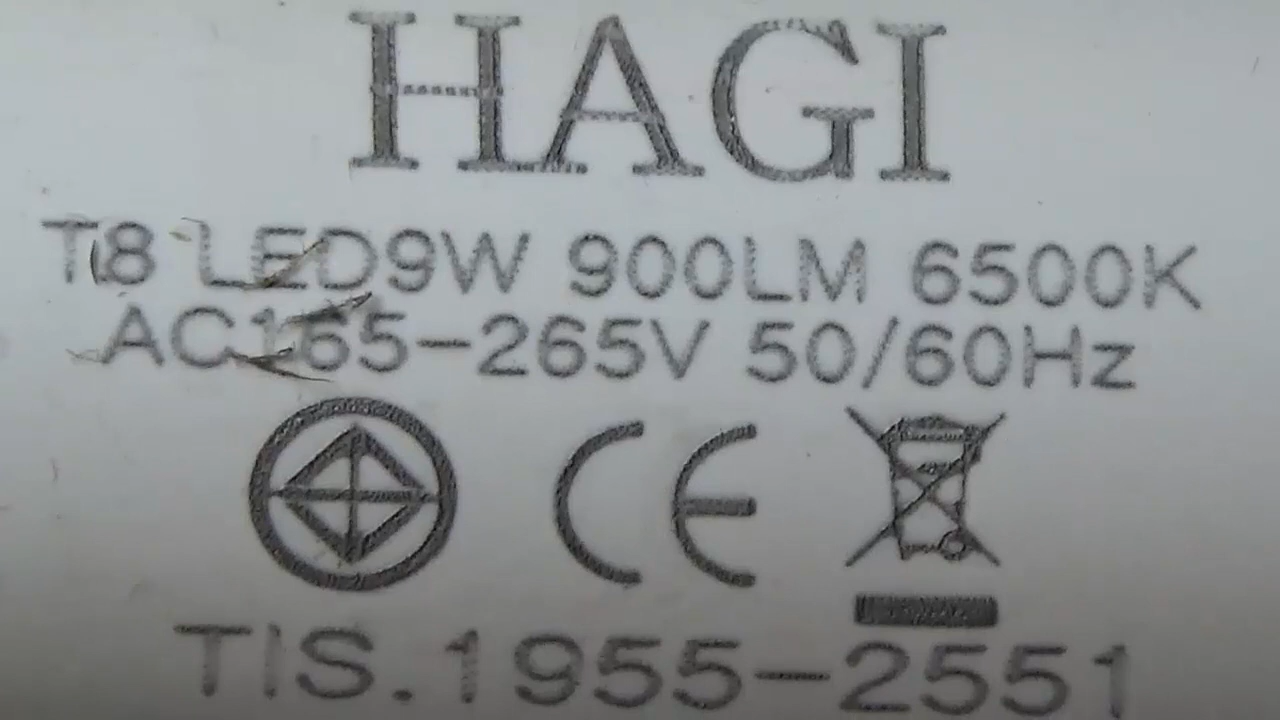 HAGI
T8 LED9W 900LM 6500K
AC165-265V 50/60Hz
CE
TIS.1955-2551